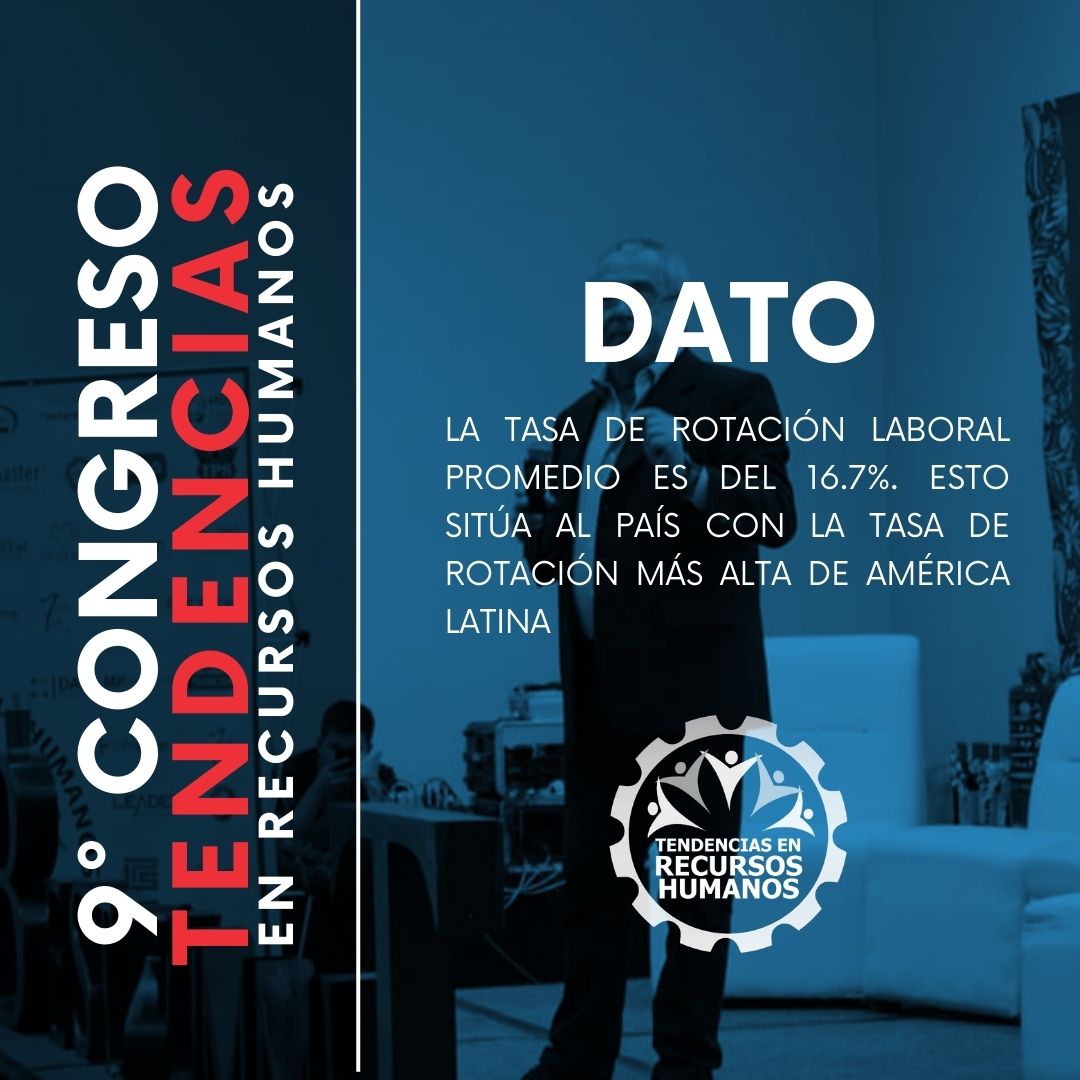 9° CONGRESO
TENDENCIAS
EN RECURSOS HUMANOS
DATO
LA TASA DE ROTACIÓN LABORAL
PROMEDIO ES DEL 16.7%. ESTO
SITÚA AL PAÍS CON LA TASA DE
ROTACIÓN MÁS ALTA DE AMÉRICA
LATINA
TENDENCIAS EN
RECURSOS
HUMANOS